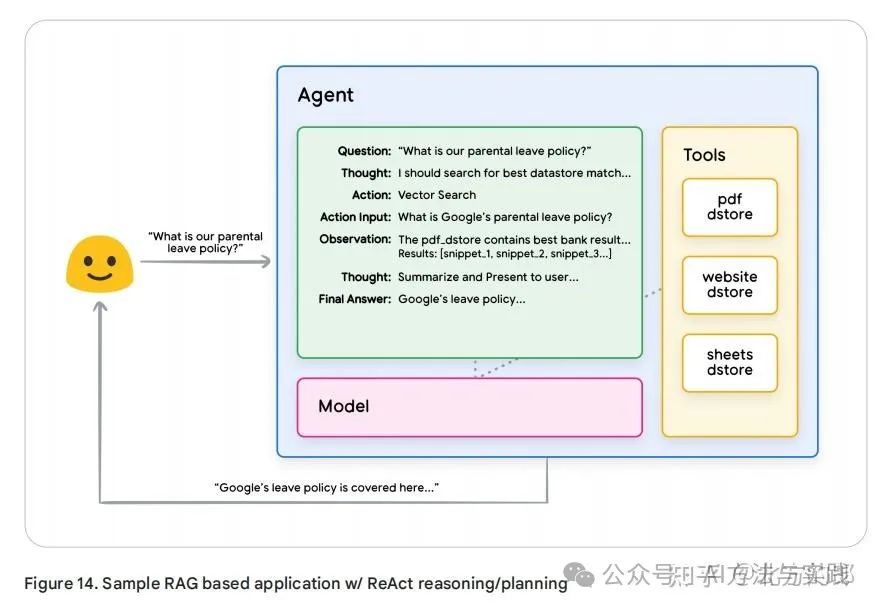 Agent
Question: “What is our parental leave policy?”
Thought: I should search for best datastore match...
Action: Vector Search
Action Input: What is Google’s parental leave policy?
Observation: The pdf_dstore contains best bank result...
Results: [snippet_1, snippet_2, snippet_3...]
Thought: Summarize and Present to user...
Final Answer: Google’s leave policy...
Tools
pdf
dstore
website
dstore
sheets
dstore
“What is our parental
leave policy?”
Model
“Google’s leave policy is covered here...”
Figure 14. Sample RAG based application w/ ReAct reasoning/planning
公众号
知乎
方法与实践